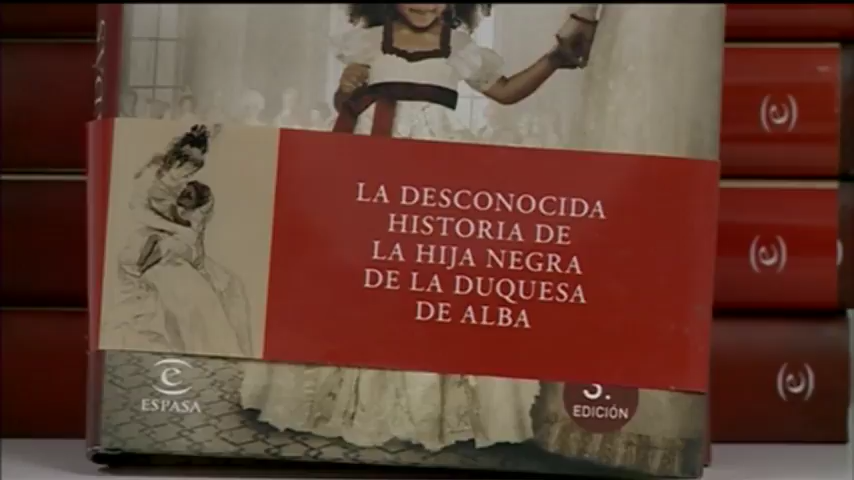 LA DESCONOCIDA
HISTORIA DE
LA HIJA NEGRA
DE LA DUQUESA
DE ALBA
e
ESPASA
3.
EDICIÓN
(e)
(e)
(e)